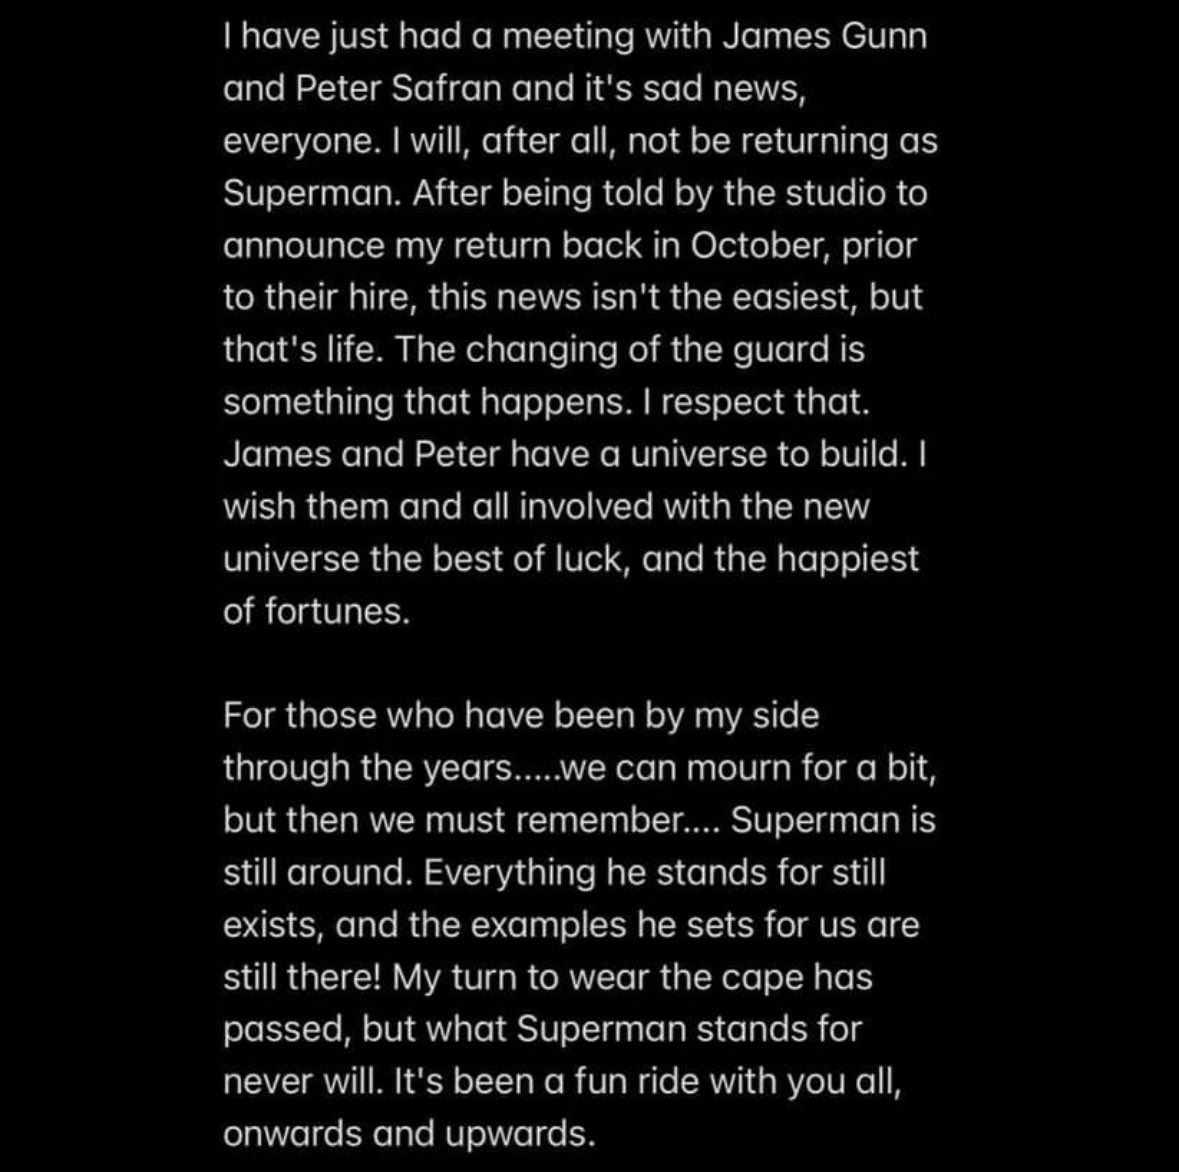 I have just had a meeting with James Gunn
and Peter Safran and it's sad news,
everyone. I will, after all, not be returning as
Superman. After being told by the studio to
announce my return back in October, prior
to their hire, this news isn't the easiest, but
that's life. The changing of the guard is
something that happens. I respect that.
James and Peter have a universe to build. I
wish them and all involved with the new
universe the best of luck, and the happiest
of fortunes.

For those who have been by my side
through the years.....we can mourn for a bit,
but then we must remember.... Superman is
still around. Everything he stands for still
exists, and the examples he sets for us are
still there! My turn to wear the cape has
passed, but what Superman stands for
never will. It's been a fun ride with you all,
onwards and upwards.